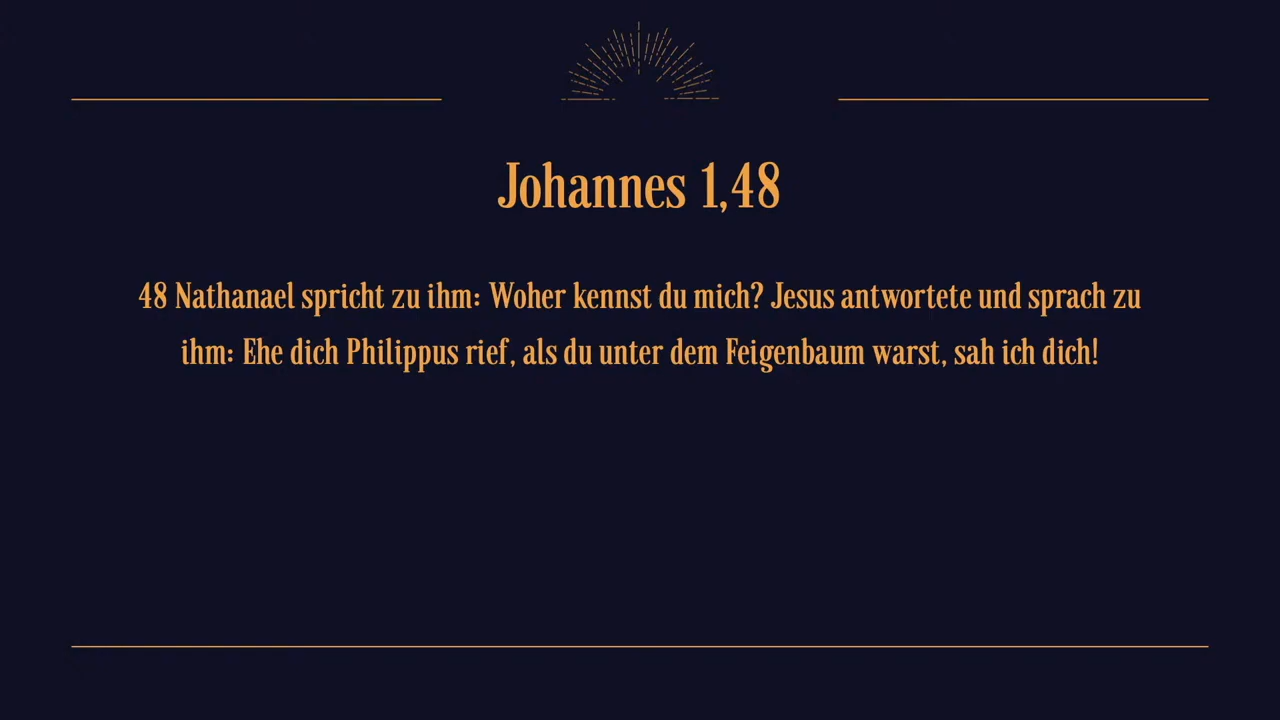 Johannes 1,48
48 Nathanael spricht zu ihm: Woher kennst du mich? Jesus antwortete und sprach zu
ihm: Ehe dich Philippus rief, als du unter dem Feigenbaum warst, sah ich dich!